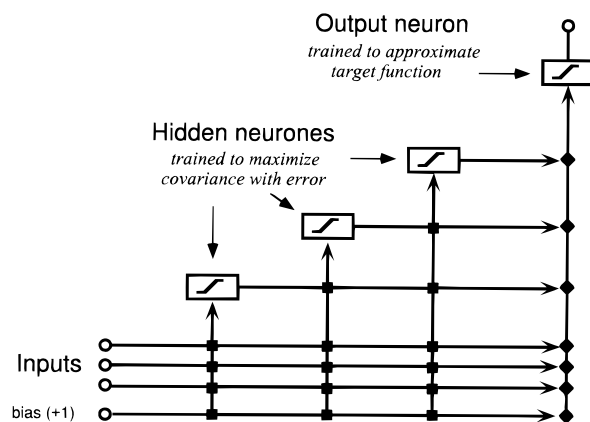 Output neuron
trained to approximate
target function
Hidden neurones
trained to maximize
covariance with error
Inputs
bias (+1)